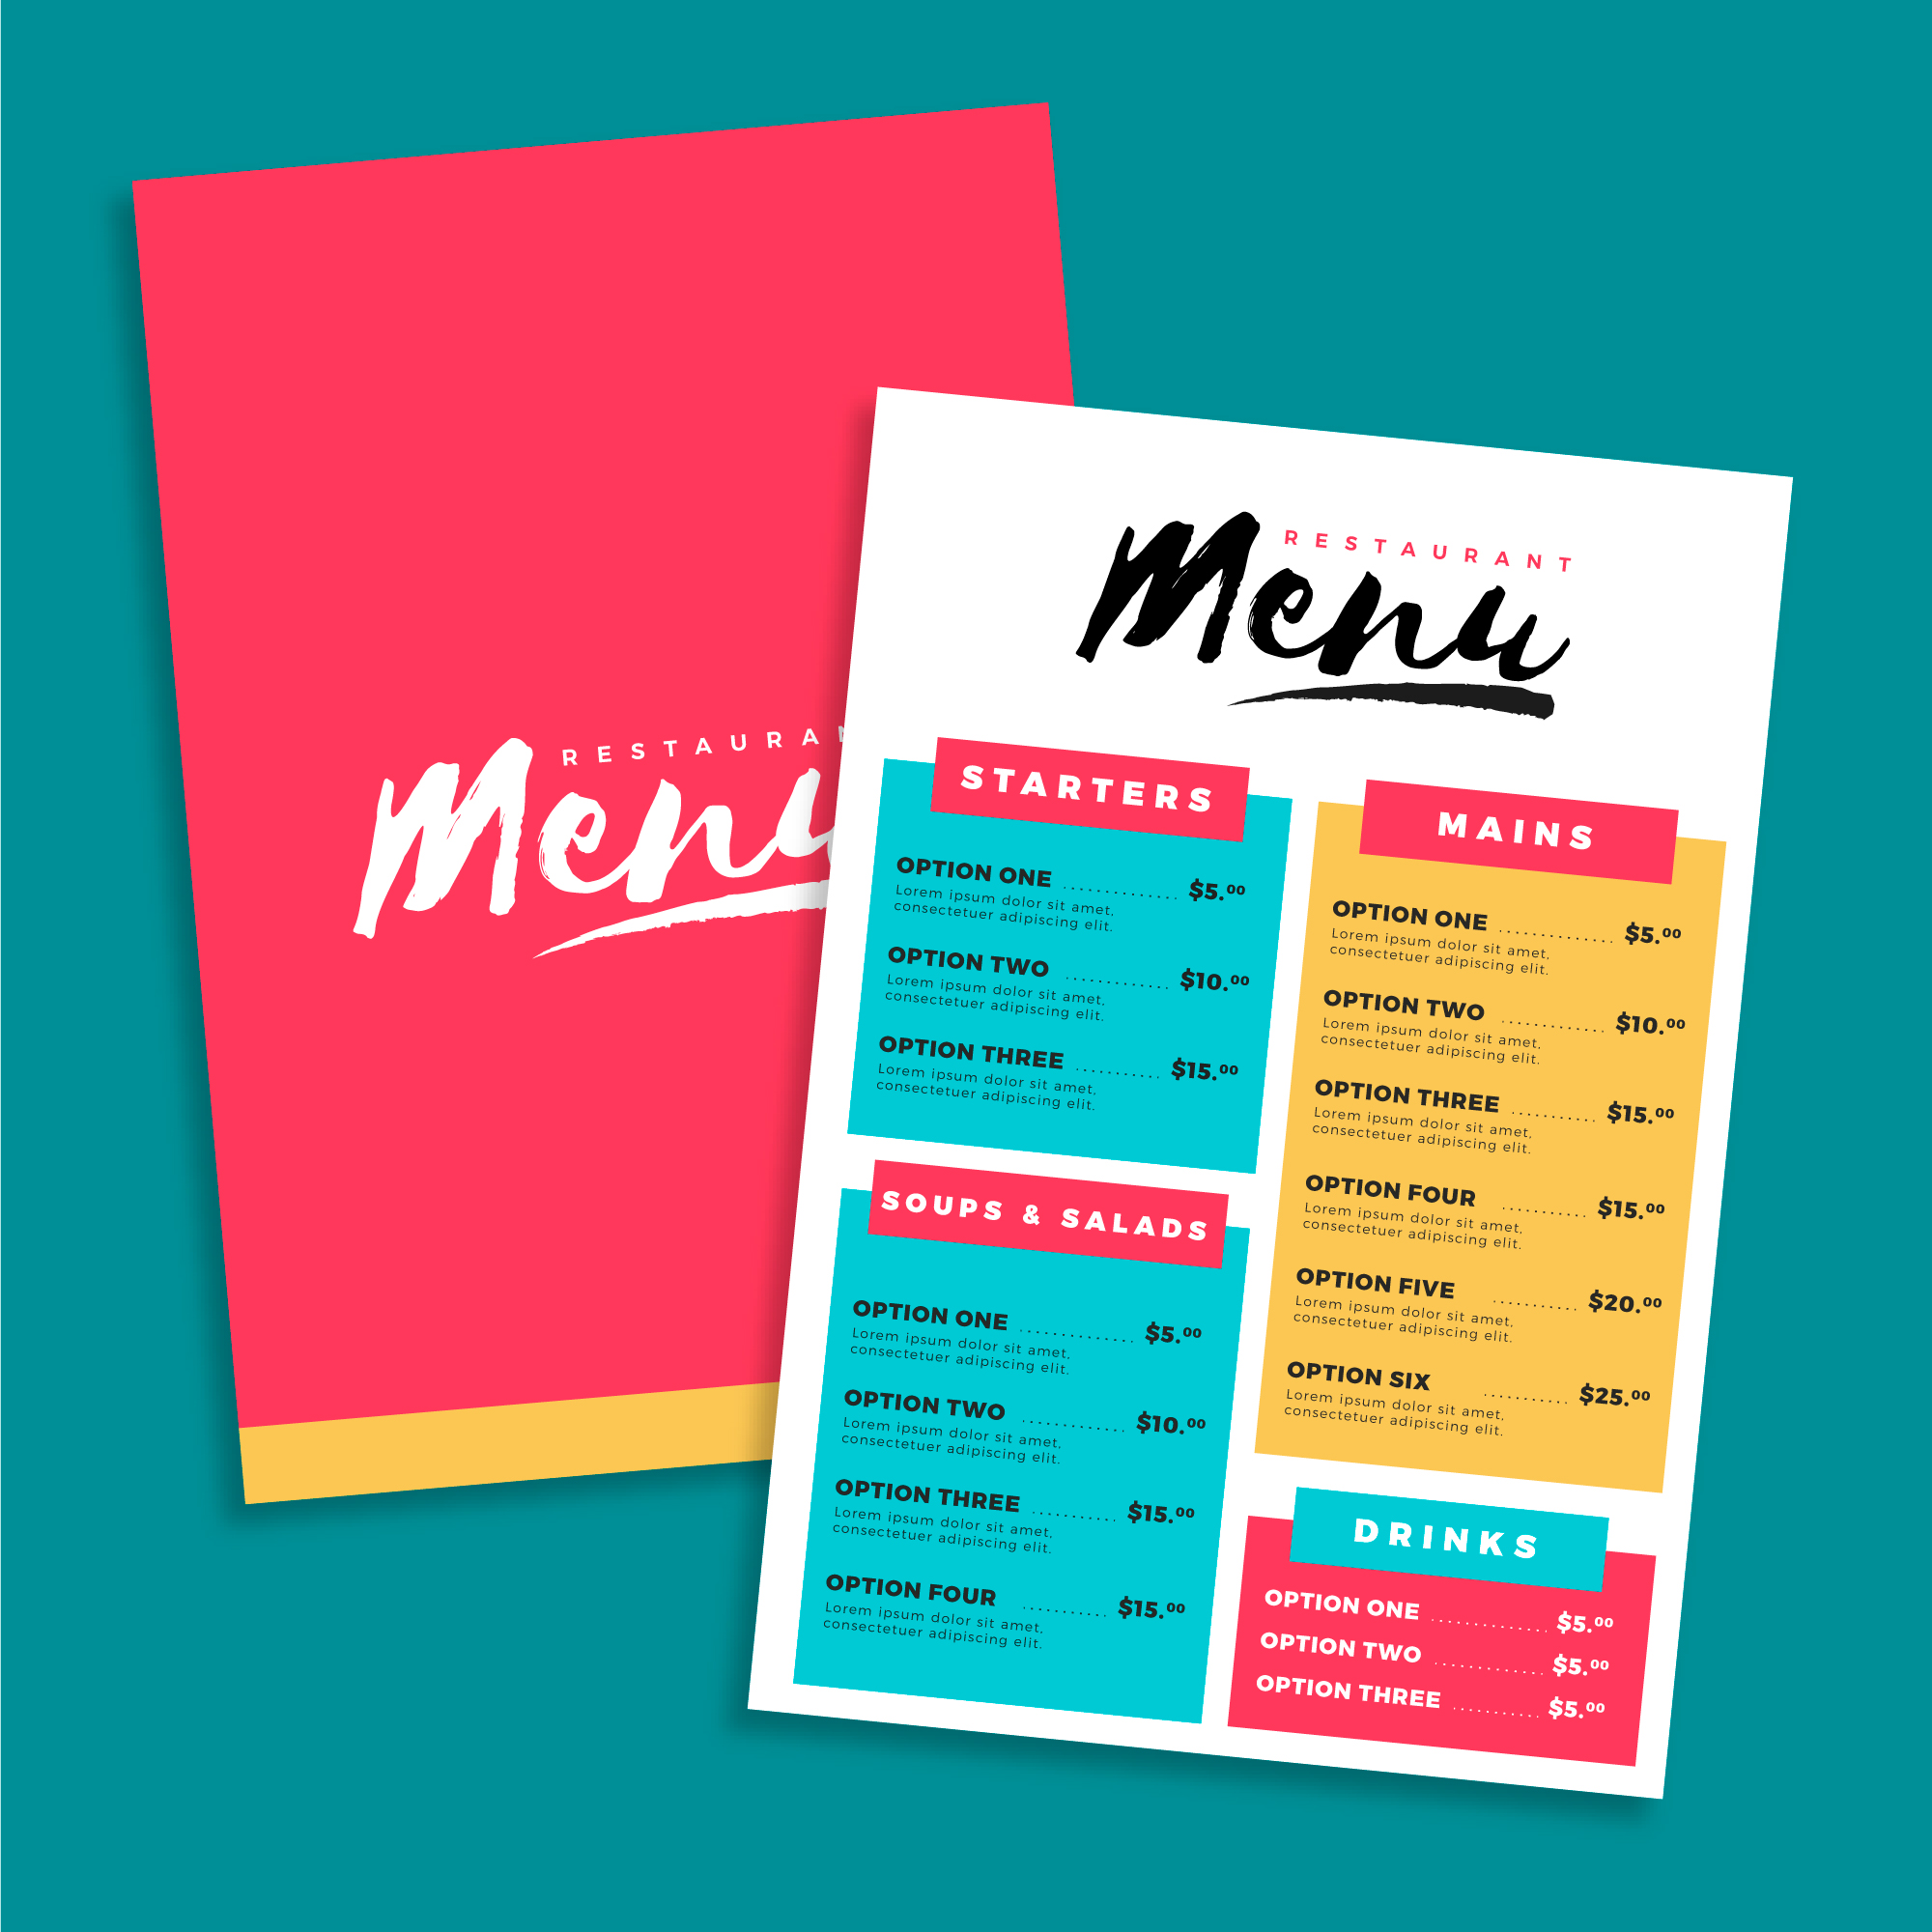 RESTAURAN
Menu
RESTAURANT
Menu
STARTERS
OPTION ONE ............. $5.00
Lorem ipsum dolor sit amet,
consectetuer adipiscing elit.
OPTION TWO ............ $10.00
Lorem ipsum dolor sit amet,
consectetuer adipiscing elit.
OPTION THREE .......... $15.00
Lorem ipsum dolor sit amet,
consectetuer adipiscing elit.
SOUPS & SALADS
OPTION ONE ............. $5.00
Lorem ipsum dolor sit amet,
consectetuer adipiscing elit.
OPTION TWO ............ $10.00
Lorem ipsum dolor sit amet,
consectetuer adipiscing elit.
OPTION THREE .......... $15.00
Lorem ipsum dolor sit amet,
consectetuer adipiscing elit.
OPTION FOUR .......... $15.00
Lorem ipsum dolor sit amet,
consectetuer adipiscing elit.
MAINS
OPTION ONE ............. $5.00
Lorem ipsum dolor sit amet,
consectetuer adipiscing elit.
OPTION TWO ............ $10.00
Lorem ipsum dolor sit amet,
consectetuer adipiscing elit.
OPTION THREE .......... $15.00
Lorem ipsum dolor sit amet,
consectetuer adipiscing elit.
OPTION FOUR .......... $15.00
Lorem ipsum dolor sit amet,
consectetuer adipiscing elit.
OPTION FIVE .......... $20.00
Lorem ipsum dolor sit amet,
consectetuer adipiscing elit.
OPTION SIX .......... $25.00
Lorem ipsum dolor sit amet,
consectetuer adipiscing elit.
DRINKS
OPTION ONE ............. $5.00
OPTION TWO ............ $5.00
OPTION THREE .......... $5.00